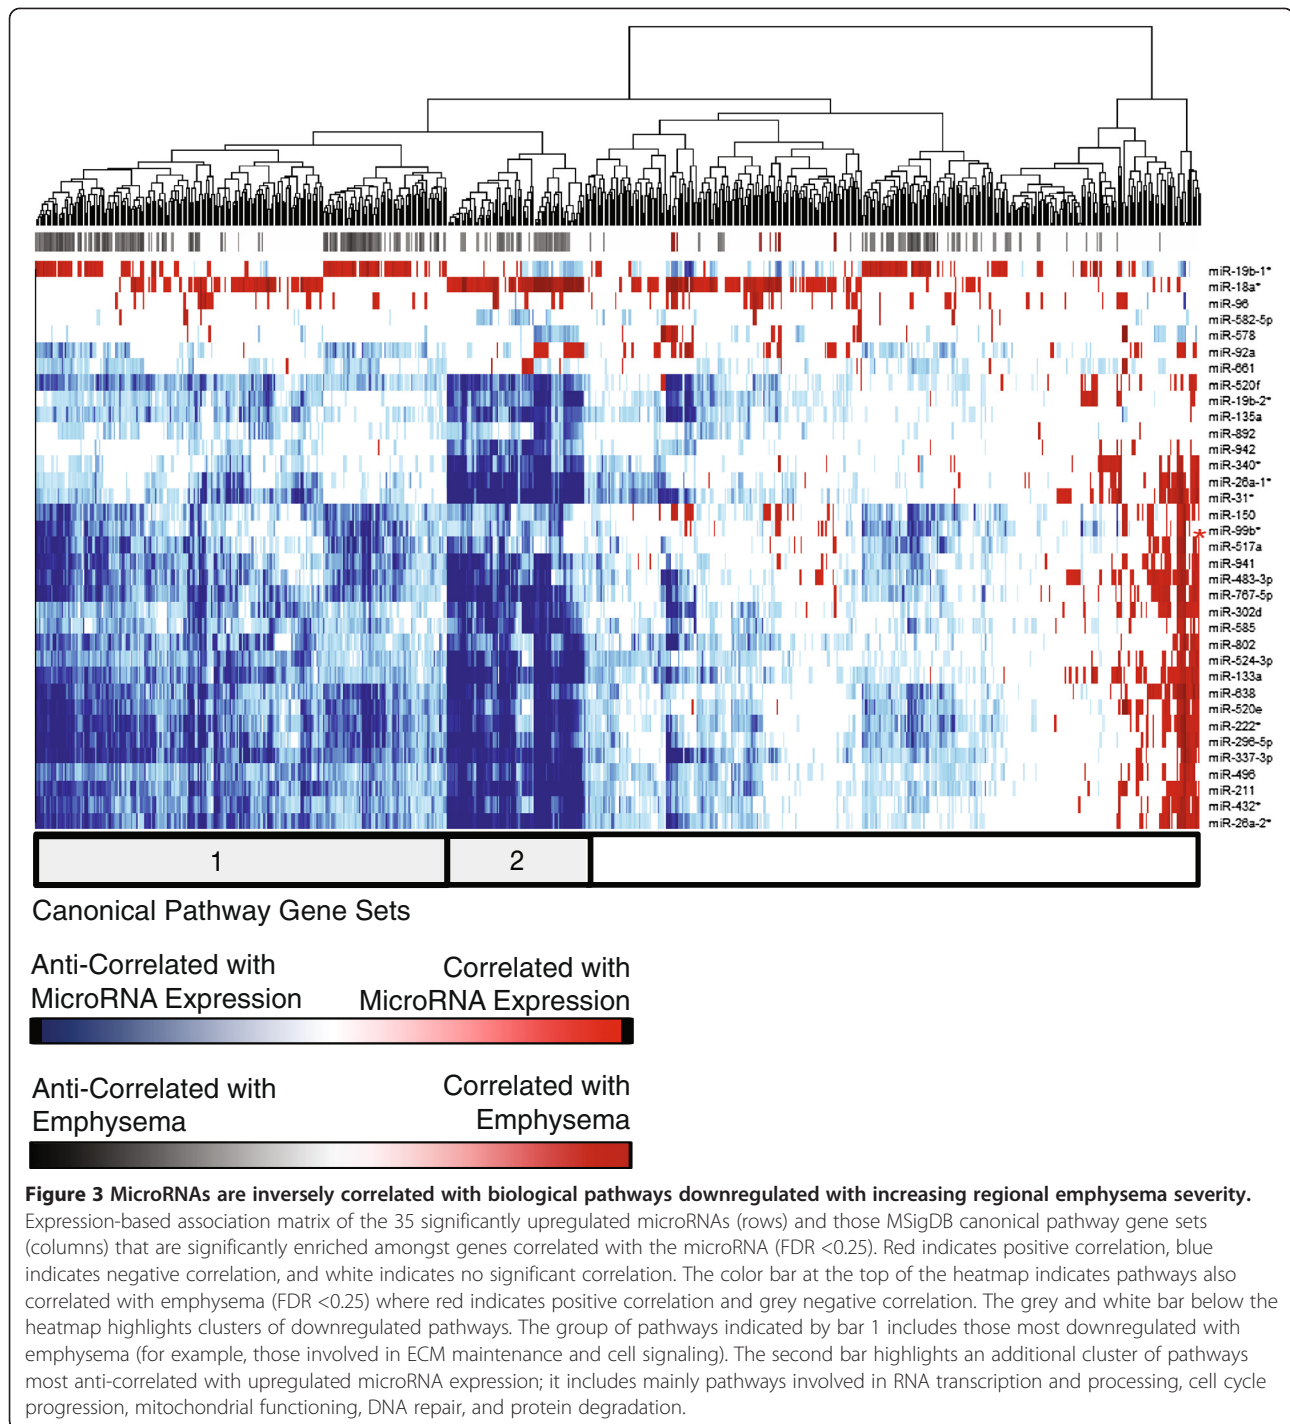 miR-19b-1*
miR-18a*
miR-96
miR-582-5p
miR-578
miR-92a
miR-661
miR-520f
miR-19b-2*
miR-135a
miR-892
miR-942
miR-340*
miR-26a-1*
miR-31*
miR-150
* miR-99b*
miR-517a
miR-941
miR-483-3p
miR-767-5p
miR-302d
miR-585
miR-802
miR-524-3p
miR-133a
miR-638
miR-520e
miR-222*
miR-296-5p
miR-337-3p
miR-496
miR-211
miR-432*
miR-26a-2*
1 2
Canonical Pathway Gene Sets
Anti-Correlated with
MicroRNA Expression
Correlated with
MicroRNA Expression
Anti-Correlated with
Emphysema
Correlated with
Emphysema
Figure 3 MicroRNAs are inversely correlated with biological pathways downregulated with increasing regional emphysema severity.
Expression-based association matrix of the 35 significantly upregulated microRNAs (rows) and those MSigDB canonical pathway gene sets
(columns) that are significantly enriched amongst genes correlated with the microRNA (FDR <0.25). Red indicates positive correlation, blue
indicates negative correlation, and white indicates no significant correlation. The color bar at the top of the heatmap indicates pathways also
correlated with emphysema (FDR <0.25) where red indicates positive correlation and grey negative correlation. The grey and white bar below the
heatmap highlights clusters of downregulated pathways. The group of pathways indicated by bar 1 includes those most downregulated with
emphysema (for example, those involved in ECM maintenance and cell signaling). The second bar highlights an additional cluster of pathways
most anti-correlated with upregulated microRNA expression; it includes mainly pathways involved in RNA transcription and processing, cell cycle
progression, mitochondrial functioning, DNA repair, and protein degradation.